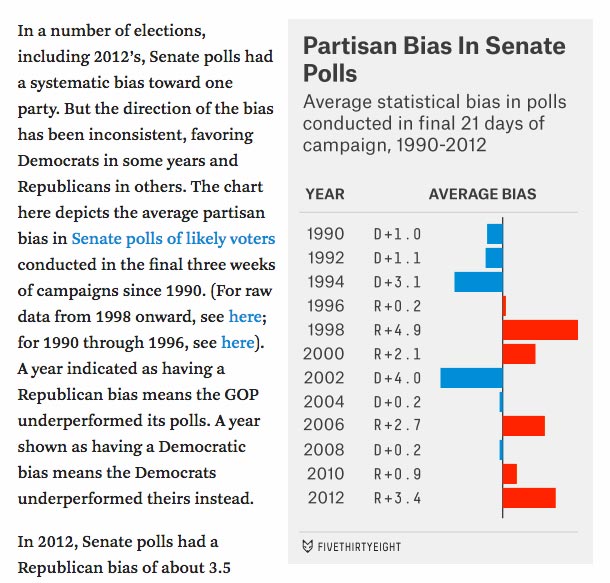 In a number of elections,
including 2012’s, Senate polls had
a systematic bias toward one
party. But the direction of the bias
has been inconsistent, favoring
Democrats in some years and
Republicans in others. The chart
here depicts the average partisan
bias in Senate polls of likely voters
conducted in the final three weeks
of campaigns since 1990. (For raw
data from 1998 onward, see here;
for 1990 through 1996, see here).
A year indicated as having a
Republican bias means the GOP
underperformed its polls. A year
shown as having a Democratic
bias means the Democrats
underperformed theirs instead.
In 2012, Senate polls had a
Republican bias of about 3.5
Partisan Bias In Senate
Polls
Average statistical bias in polls
conducted in final 21 days of
campaign, 1990-2012
YEAR AVERAGE BIAS
1990 D+1.0
1992 D+1.1
1994 D+3.1
1996 R+0.2
1998 R+4.9
2000 R+2.1
2002 D+4.0
2004 D+0.2
2006 R+2.7
2008 D+0.2
2010 R+0.9
2012 R+3.4
FIVETHIRTYEIGHT